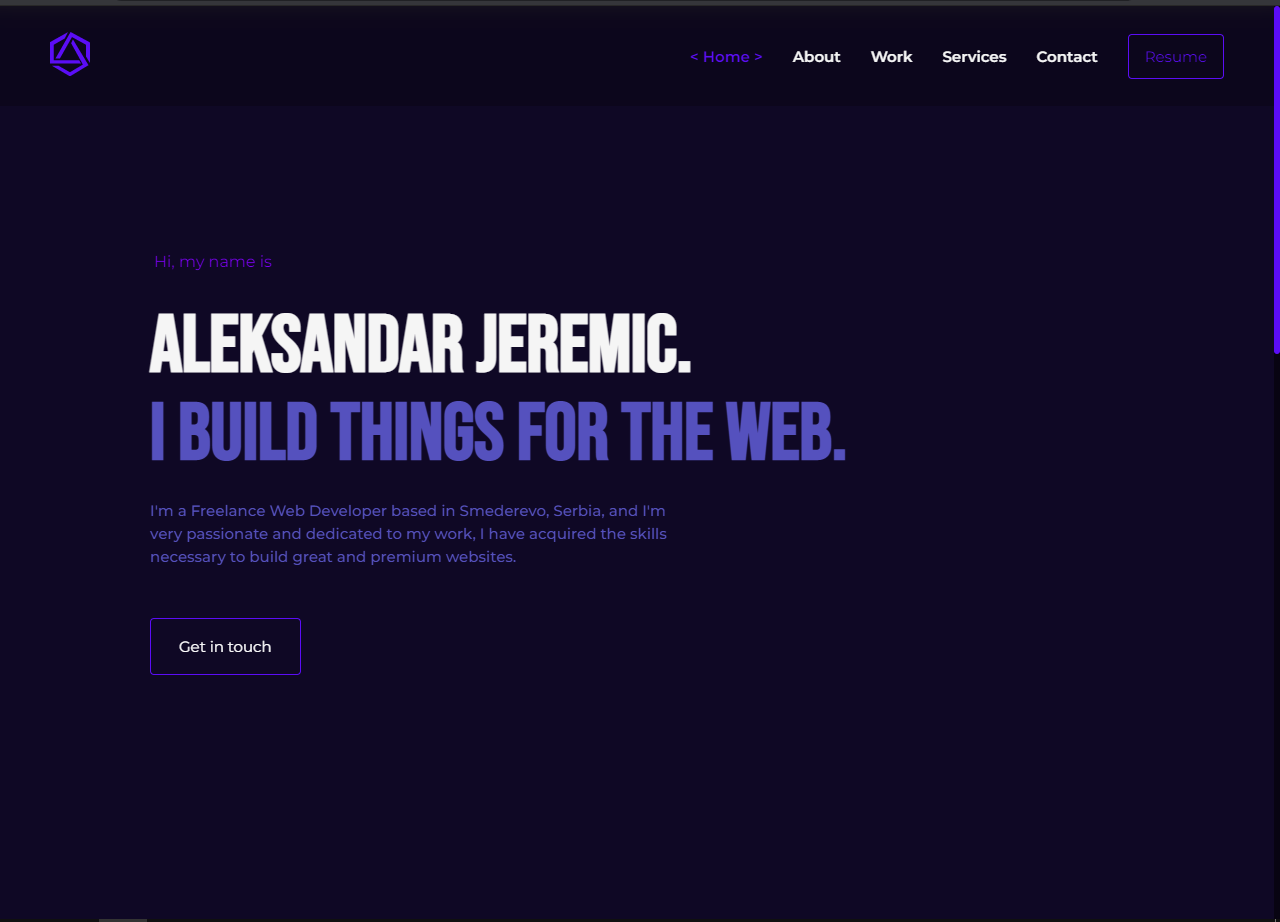 < Home > About Work Services Contact Resume
Hi, my name is
ALEKSANDAR JEREMIC.
I BUILD THINGS FOR THE WEB.
I'm a Freelance Web Developer based in Smederevo, Serbia, and I'm
very passionate and dedicated to my work, I have acquired the skills
necessary to build great and premium websites.
Get in touch